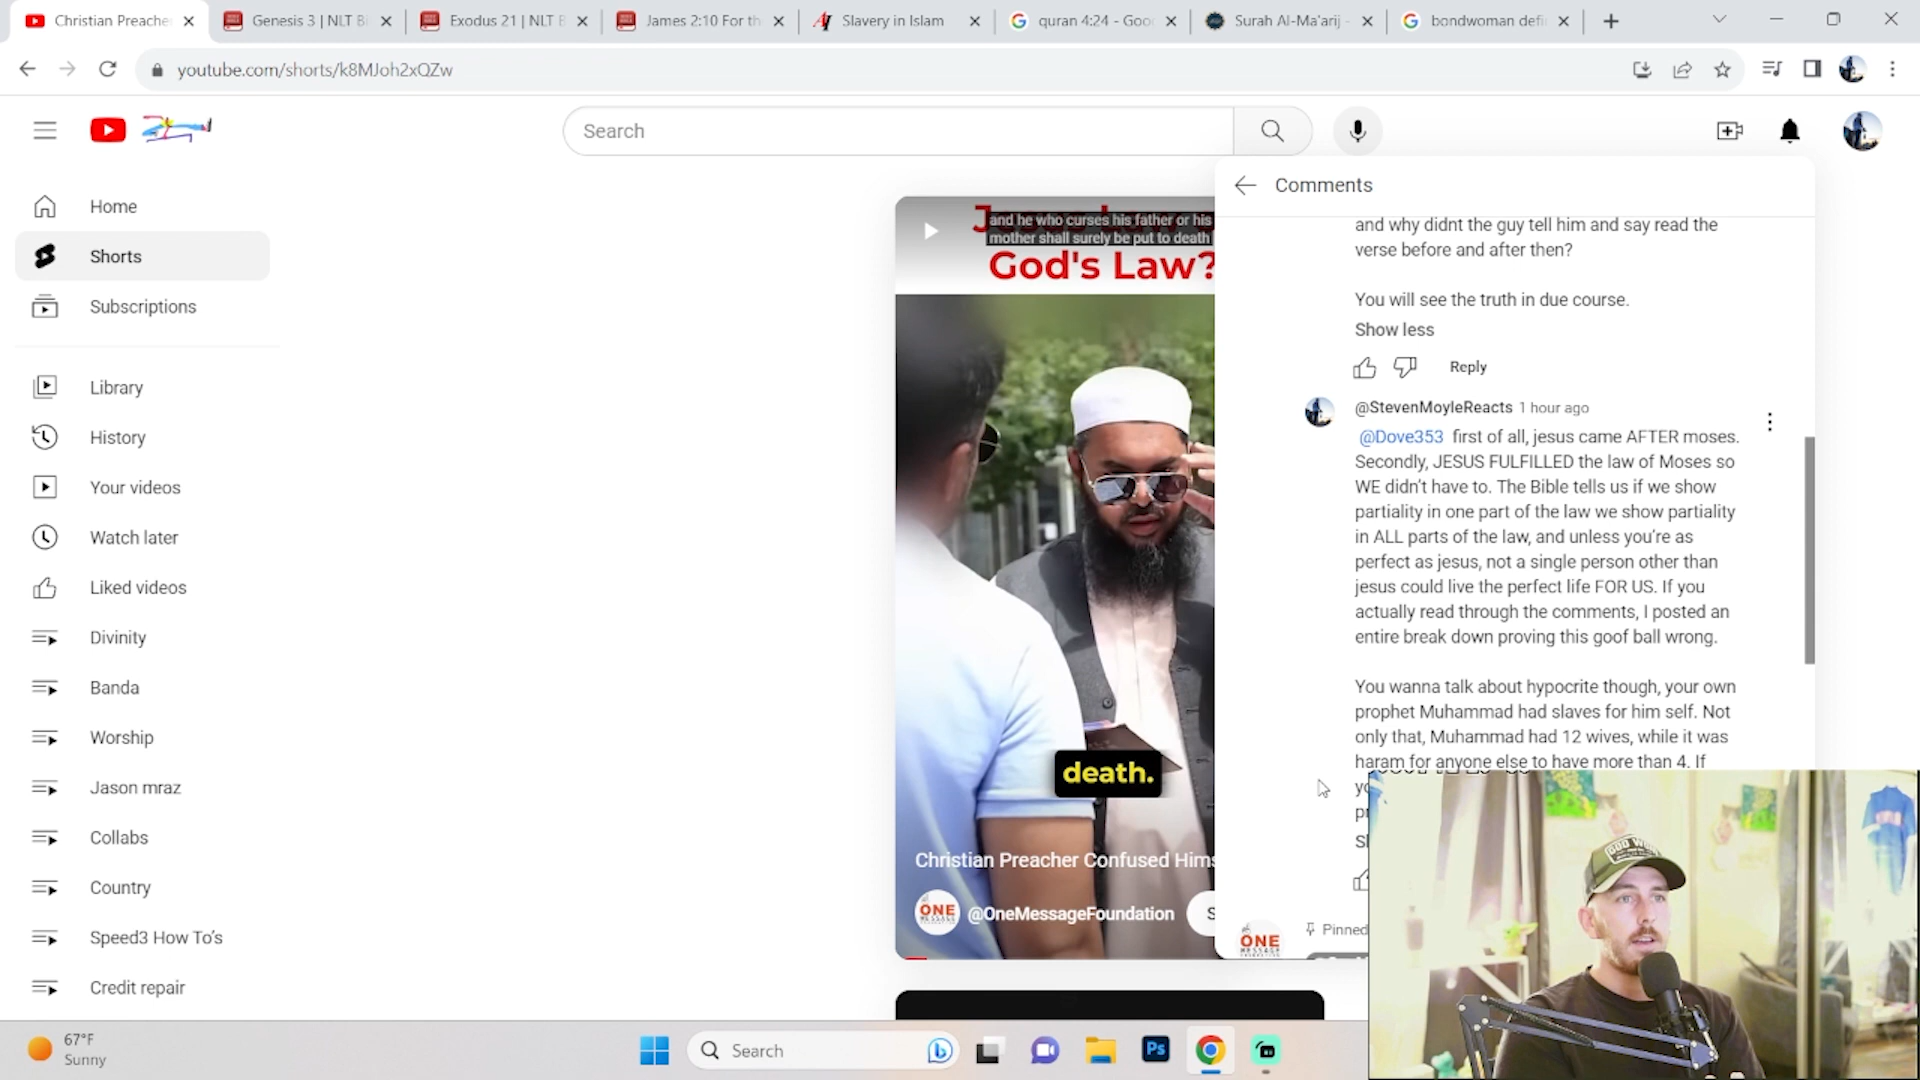 Christian Preacher
Genesis 3 | NLT B
Exodus 21 | NLT B
James 2:10 For th
Slavery in Islam
quran 4:24 - Goo
Surah Al-Ma'arij -
bondwoman defi
youtube.com/shorts/k8MJoh2xQZw
Search
Home
Shorts
Subscriptions
Library
History
Your videos
Watch later
Liked videos
Divinity
Banda
Worship
Jason mraz
Collabs
Country
Speed3 How To's
Credit repair
and he who curses his father or his
mother shall surely be put to death
God's Law?
death.
Christian Preacher Confused Hims
ONE
@OneMessageFoundation
S
Comments
and why didnt the guy tell him and say read the
verse before and after then?
You will see the truth in due course.
Show less
Reply
@StevenMoyleReacts 1 hour ago
@Dove353 first of all, jesus came AFTER moses.
Secondly, JESUS FULFILLED the law of Moses so
WE didn't have to. The Bible tells us if we show
partiality in one part of the law we show partiality
in ALL parts of the law, and unless you're as
perfect as jesus, not a single person other than
jesus could live the perfect life FOR US. If you
actually read through the comments, I posted an
entire break down proving this goof ball wrong.
You wanna talk about hypocrite though, your own
prophet Muhammad had slaves for him self. Not
only that, Muhammad had 12 wives, while it was
haram for anyone else to have more than 4. If
Pinned
ONE
MESSAGE
GOD WON
67°F
Sunny
Search
Ps